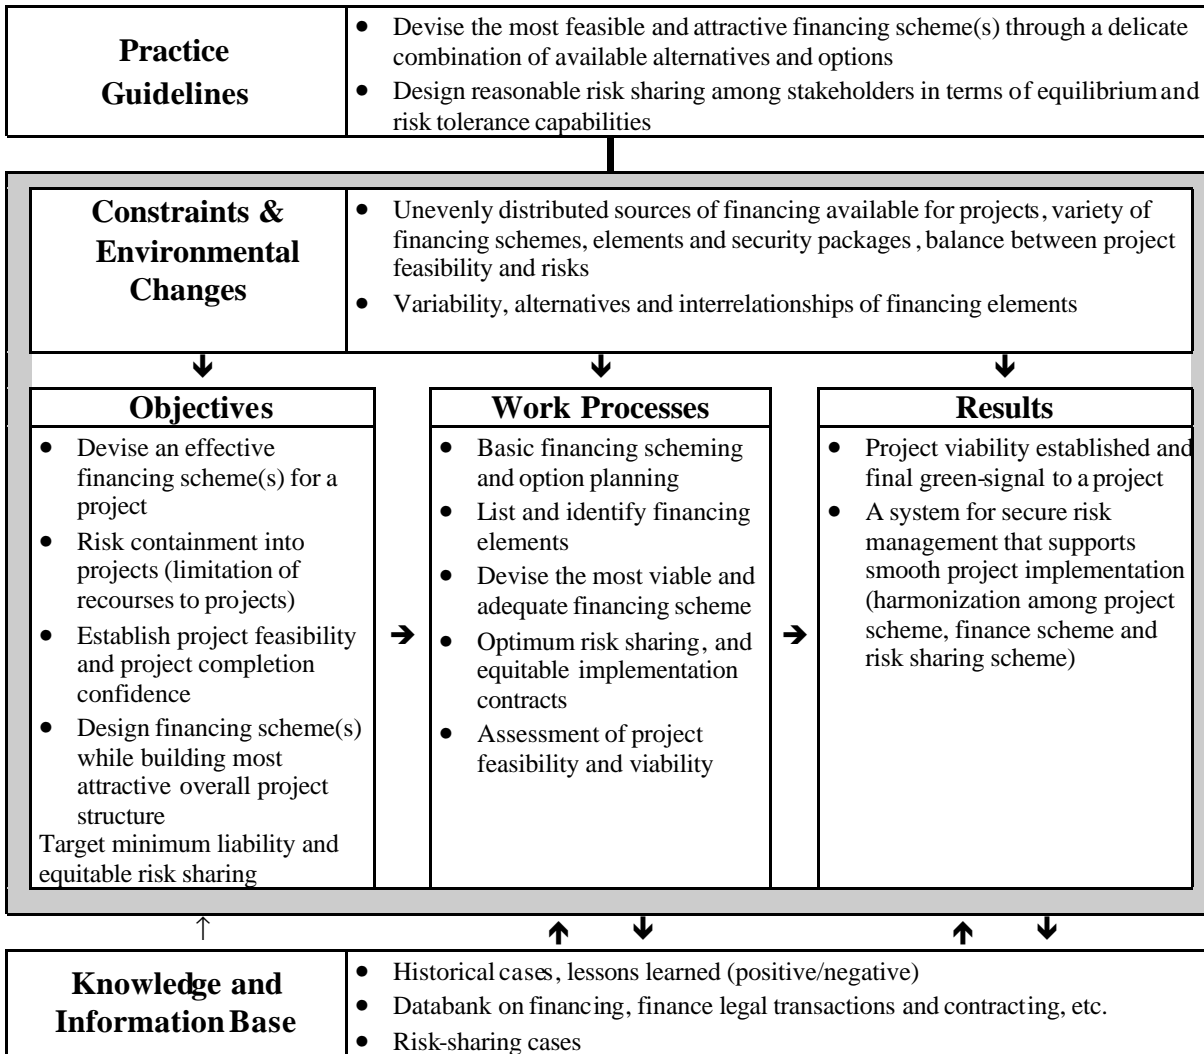 Practice
Guidelines
• Devise the most feasible and attractive financing scheme(s) through a delicate
combination of available alternatives and options
• Design reasonable risk sharing among stakeholders in terms of equilibrium and
risk tolerance capabilities
Constraints &
Environmental
Changes
• Unevenly distributed sources of financing available for projects, variety of
financing schemes, elements and security packages, balance between project
feasibility and risks
• Variability, alternatives and interrelationships of financing elements
Objectives
• Devise an effective
financing scheme(s) for a
project
• Risk containment into
projects (limitation of
recourses to projects)
• Establish project feasibility
and project completion
confidence
• Design financing scheme(s)
while building most
attractive overall project
structure
Target minimum liability and
equitable risk sharing
Work Processes
• Basic financing scheming
and option planning
• List and identify financing
elements
• Devise the most viable and
adequate financing scheme
• Optimum risk sharing, and
equitable implementation
contracts
• Assessment of project
feasibility and viability
Results
• Project viability established and
final green-signal to a project
• A system for secure risk
management that supports
smooth project implementation
(harmonization among project
scheme, finance scheme and
risk sharing scheme)
Knowledge and
Information Base
• Historical cases, lessons learned (positive/negative)
• Databank on financing, finance legal transactions and contracting, etc.
• Risk-sharing cases